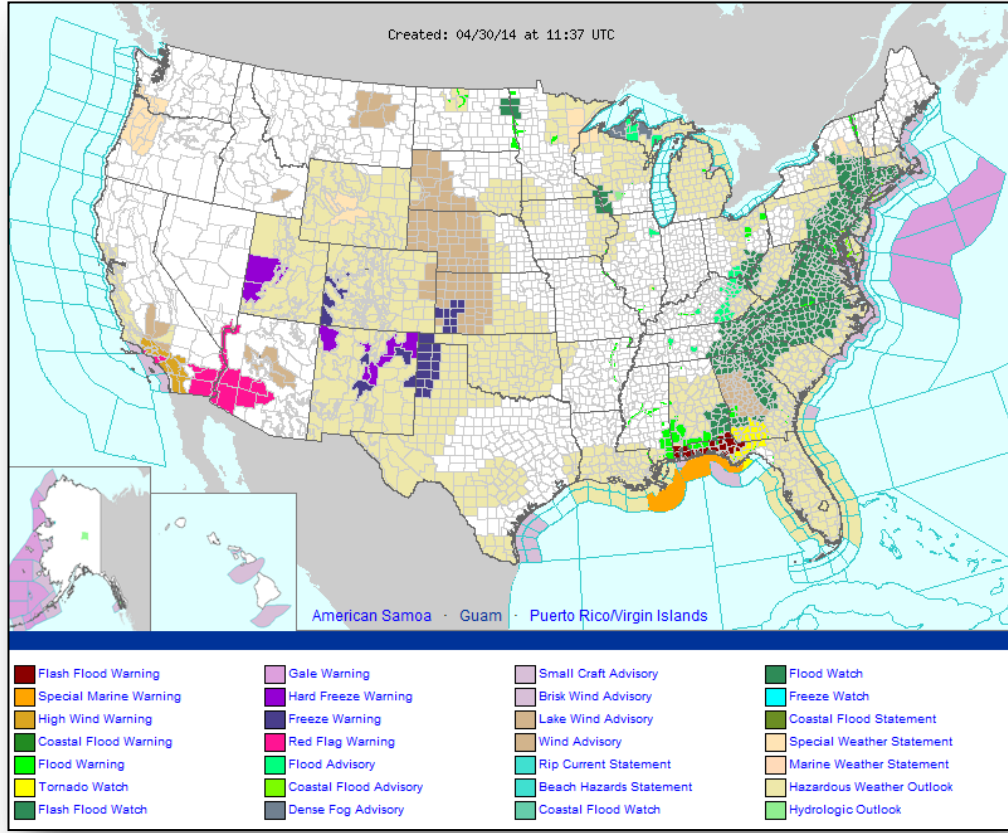 Created: 04/30/14 at 11:37 UTC
American Samoa - Guam - Puerto Rico/Virgin Islands
Flash Flood Warning
Special Marine Warning
High Wind Warning
Coastal Flood Warning
Flood Warning
Tornado Watch
Flash Flood Watch
Gale Warning
Hard Freeze Warning
Freeze Warning
Red Flag Warning
Flood Advisory
Coastal Flood Advisory
Dense Fog Advisory
Small Craft Advisory
Brisk Wind Advisory
Lake Wind Advisory
Wind Advisory
Rip Current Statement
Beach Hazards Statement
Coastal Flood Watch
Flood Watch
Freeze Watch
Coastal Flood Statement
Special Weather Statement
Marine Weather Statement
Hazardous Weather Outlook
Hydrologic Outlook